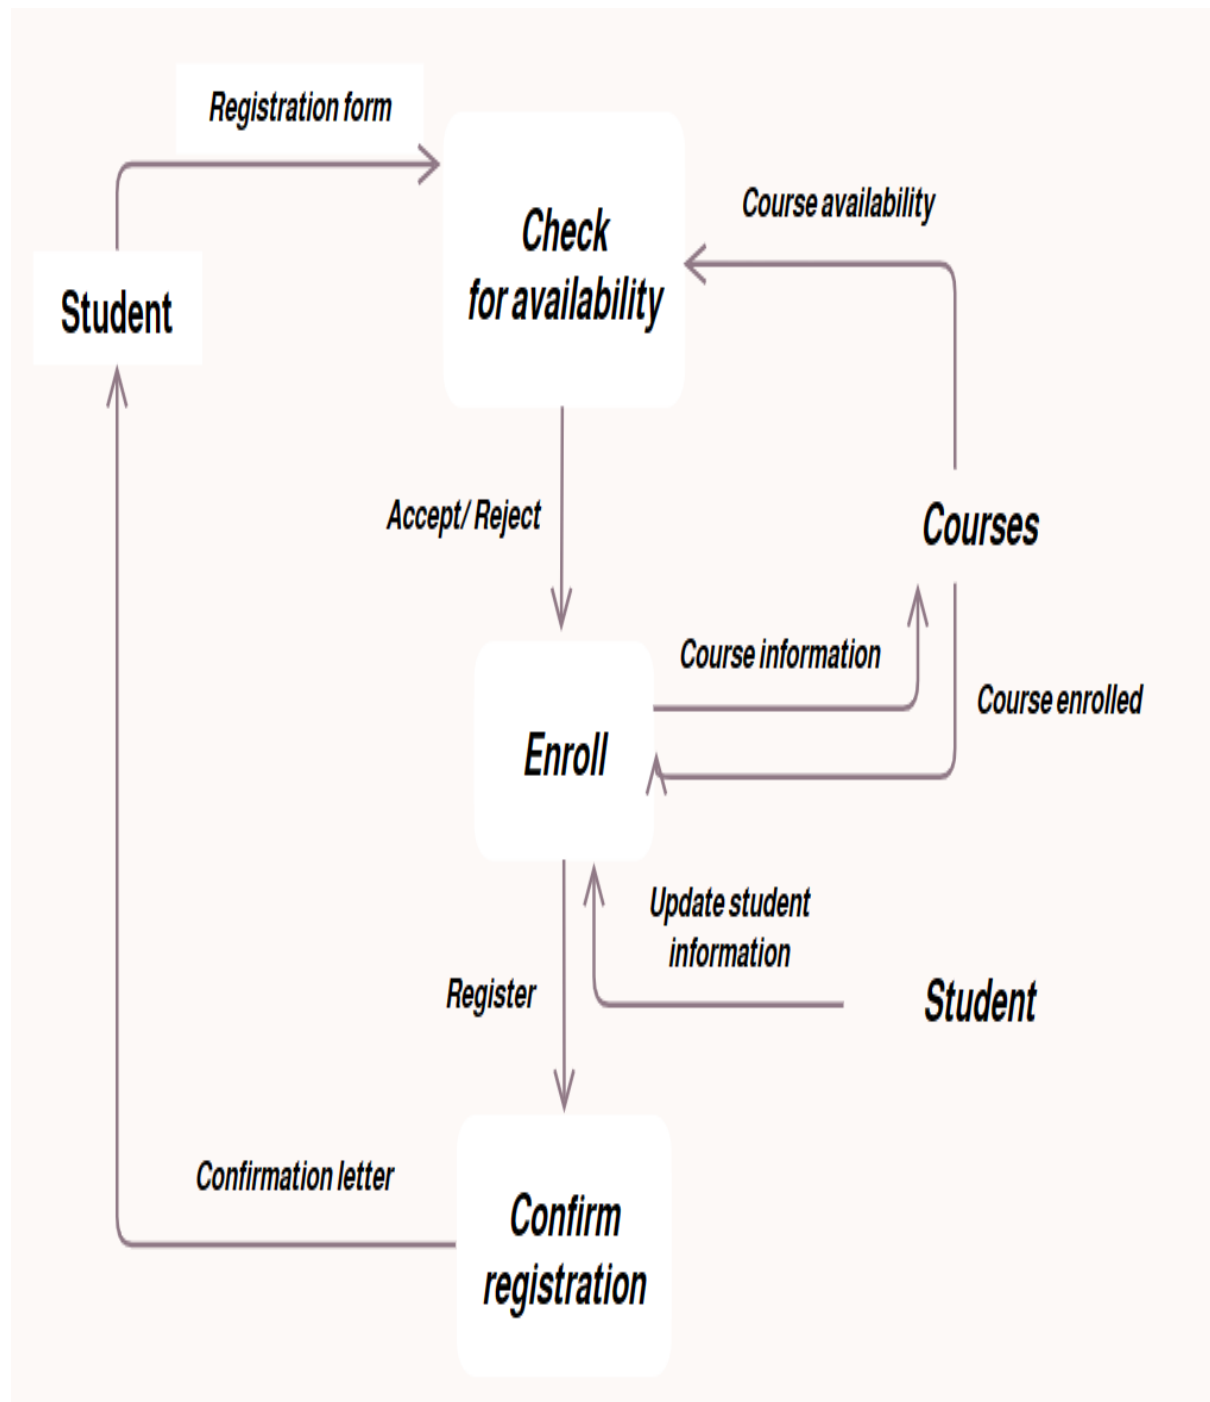 Registration form
Check
for availability
Course availability
Student
Accept/ Reject
Courses
Course information
Course enrolled
Enroll
Update student
information
Register
Student
Confirmation letter
Confirm
registration